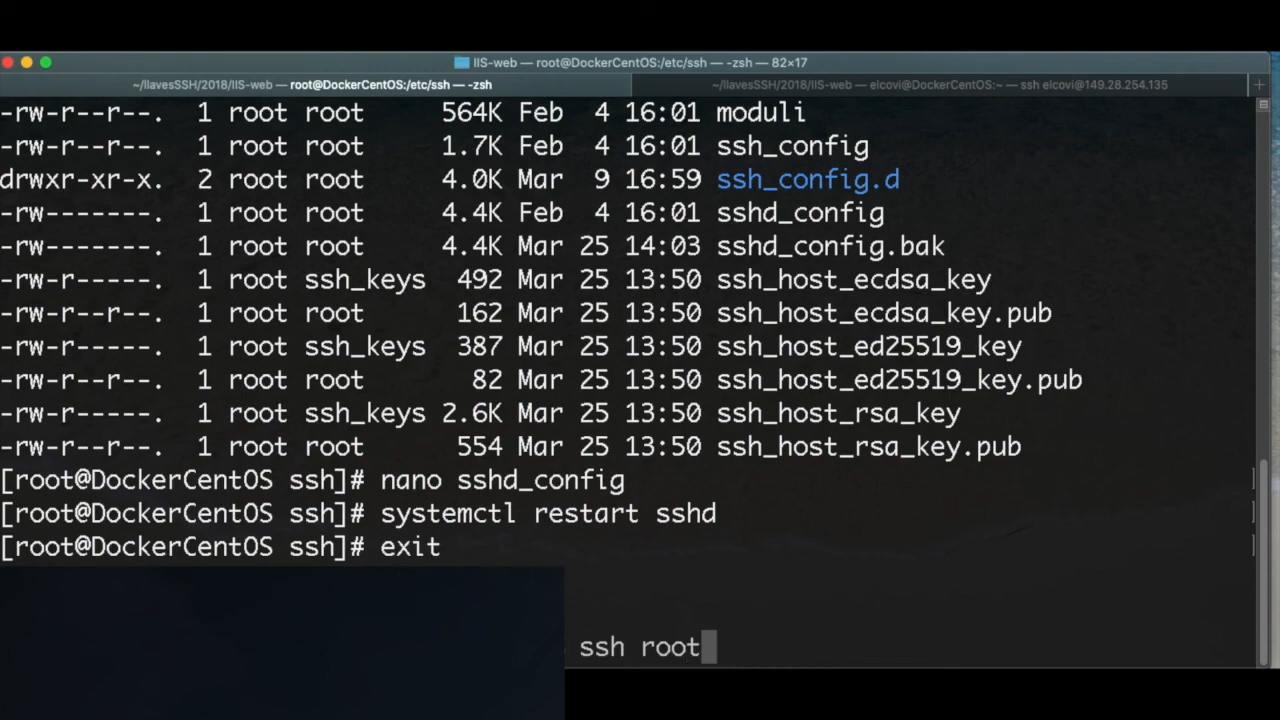 IIS-web — root@DockerCentOS:/etc/ssh — -zsh — 82×17
~/llavesSSH/2018/IIS-web — root@DockerCentOS:/etc/ssh — -zsh
~/llavesSSH/2018/IIS-web — elcovi@DockerCentOS:~ — ssh elcovi@149.28.254.135
-rw-r--r--. 1 root root 564K Feb 4 16:01 moduli
-rw-r--r--. 1 root root 1.7K Feb 4 16:01 ssh_config
drwxr-xr-x. 2 root root 4.0K Mar 9 16:59 ssh_config.d
-rw-------. 1 root root 4.4K Feb 4 16:01 sshd_config
-rw-------. 1 root root 4.4K Mar 25 14:03 sshd_config.bak
-rw-r-----. 1 root ssh_keys 492 Mar 25 13:50 ssh_host_ecdsa_key
-rw-r--r--. 1 root root 162 Mar 25 13:50 ssh_host_ecdsa_key.pub
-rw-r-----. 1 root ssh_keys 387 Mar 25 13:50 ssh_host_ed25519_key
-rw-r--r--. 1 root root 82 Mar 25 13:50 ssh_host_ed25519_key.pub
-rw-r-----. 1 root ssh_keys 2.6K Mar 25 13:50 ssh_host_rsa_key
-rw-r--r--. 1 root root 554 Mar 25 13:50 ssh_host_rsa_key.pub
[root@DockerCentOS ssh]# nano sshd_config
[root@DockerCentOS ssh]# systemctl restart sshd
[root@DockerCentOS ssh]# exit
ssh root